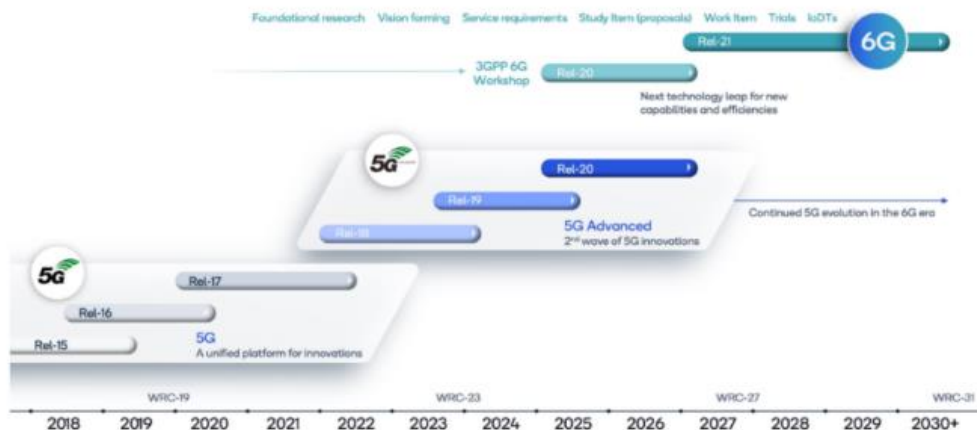 Foundational research Vision forming Service requirements Study Item (proposals) Work Item Trials IoDTs
Rel-21
6G
3GPP 6G
Workshop
Rel-20
Next technology leap for new
capabilities and efficiencies
5G
Rel-20
Rel-19
Continued 5G evolution in the 6G era
Rel-18
5G Advanced
2nd wave of 5G innovations
5G
Rel-17
Rel-16
5G
A unified platform for innovations
Rel-15
WRC-19 WRC-23 WRC-27 WRC-31
2018 2019 2020 2021 2022 2023 2024 2025 2026 2027 2028 2029 2030+